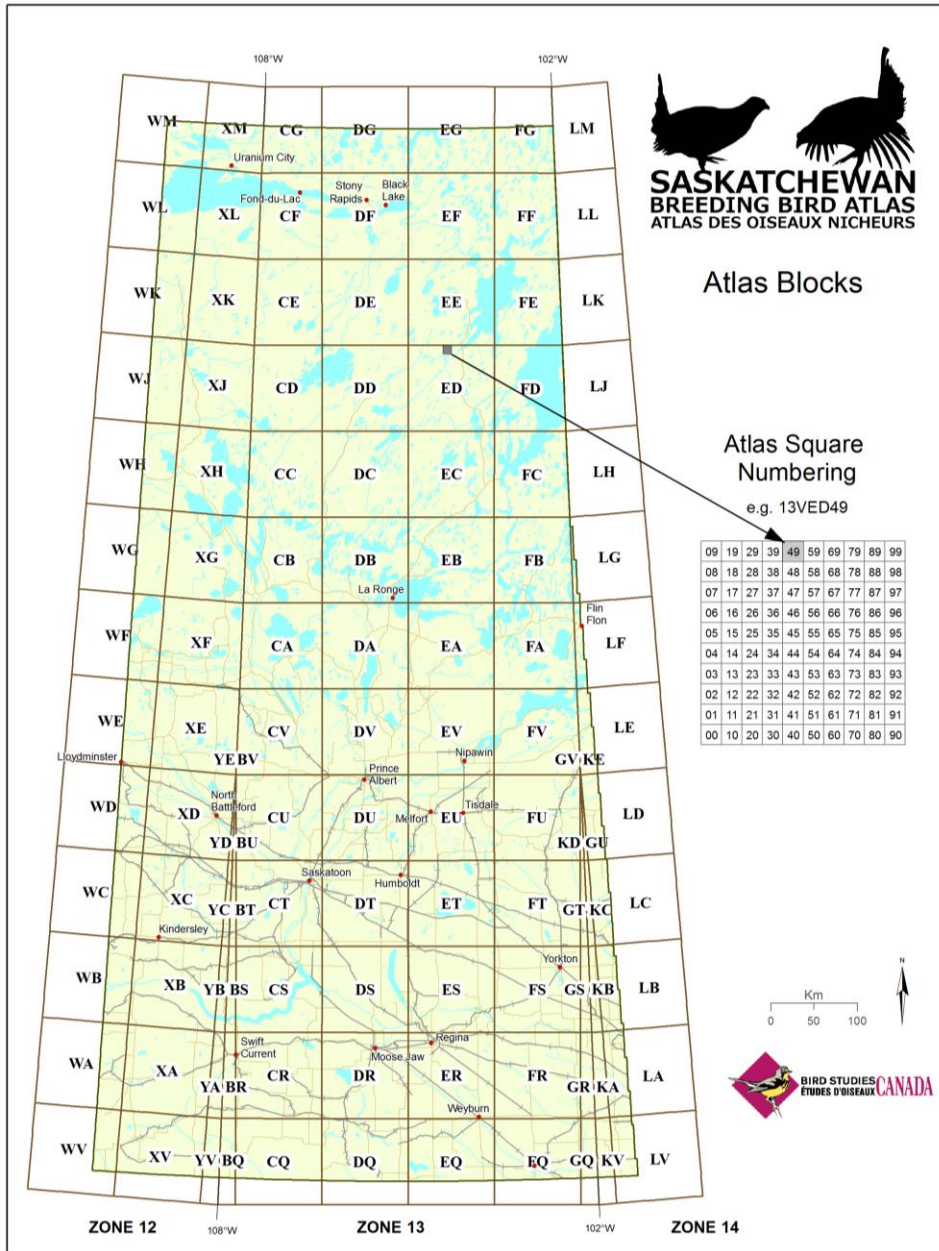 108°W
102°W
WM XM CG DG EG FG LM
Uranium City
Fond-du-Lac
Stony
Rapids
Black
Lake
WL XL CF DF EF FF LL
WK XK CE DE EE FE LK
WJ XJ CD DD ED FD LJ
WH XH CC DC EC FC LH
WG XG CB DB EB FB LG
La Ronge
Flin
Flon
WF XF CA DA EA FA LF
WE XE CV DV EV FV LE
Lloydminster
YE BV
Nipawin
GV KE
Prince
Albert
North
Battleford
WD XD CU DU Melfort EU Tisdale FU LD
YD BU KD GU
Saskatoon
Humboldt
WC XC CT DT ET FT LC
YC BT GT KC
Kindersley
Yorkton
WB XB YB BS CS DS ES FS GS KB LB
Swift
Current
Moose Jaw
Regina
WA XA CR DR ER FR LA
YA BR GR KA
Weyburn
WV XV YV BQ CQ DQ EQ FQ GQ KV LV
ZONE 12
108°W
ZONE 13
102°W
ZONE 14
SASKATCHEWAN
BREEDING BIRD ATLAS
ATLAS DES OISEAUX NICHEURS
Atlas Blocks
Atlas Square
Numbering
e.g. 13VED49
09 19 29 39 49 59 69 79 89 99
08 18 28 38 48 58 68 78 88 98
07 17 27 37 47 57 67 77 87 97
06 16 26 36 46 56 66 76 86 96
05 15 25 35 45 55 65 75 85 95
04 14 24 34 44 54 64 74 84 94
03 13 23 33 43 53 63 73 83 93
02 12 22 32 42 52 62 72 82 92
01 11 21 31 41 51 61 71 81 91
00 10 20 30 40 50 60 70 80 90
Km
0 50 100
N
BIRD STUDIES
ÉTUDES D'OISEAUX
CANADA